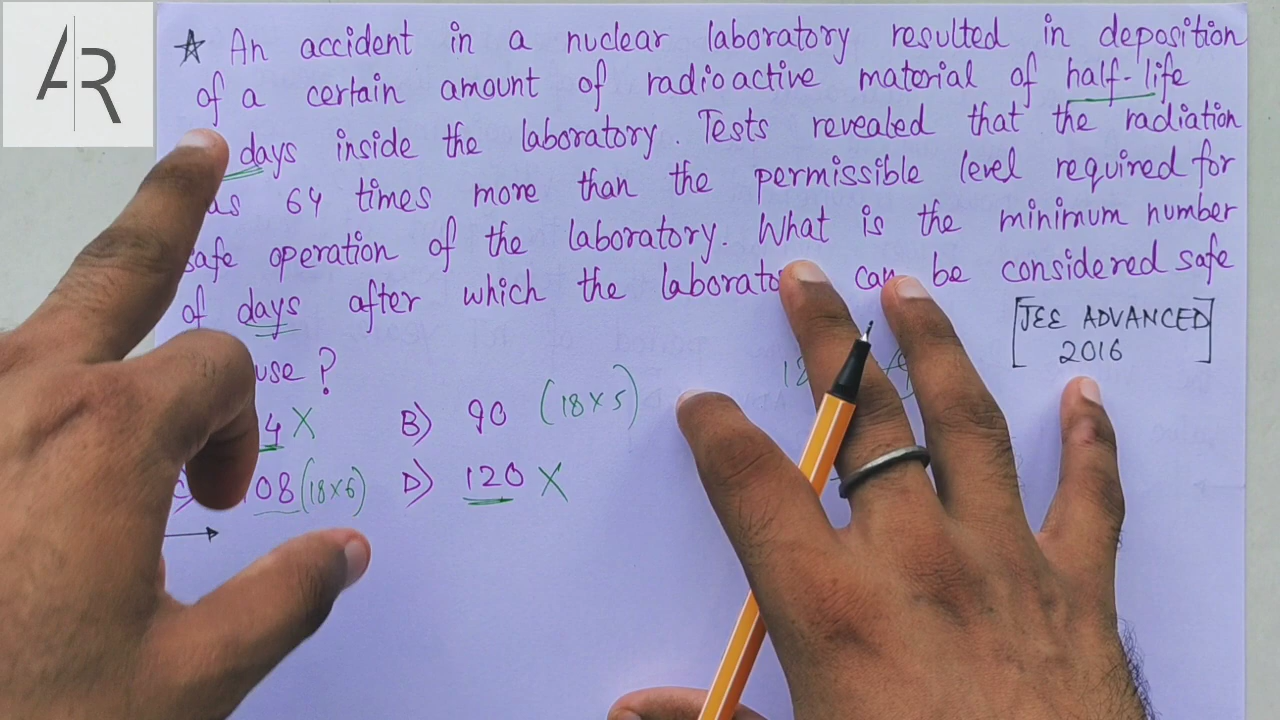 AR
☆ An accident in a nuclear laboratory resulted in deposition
of a certain amount of radioactive material of half-life
days inside the laboratory. Tests revealed that the radiation
64 times more than the permissible level required for
safe operation of the laboratory. What is the minimum number
of days after which the can be considered safe
use?
[JEE ADVANCED
2016]
4 X B) 90 (18×5)
108 (18×6) D) 120 X